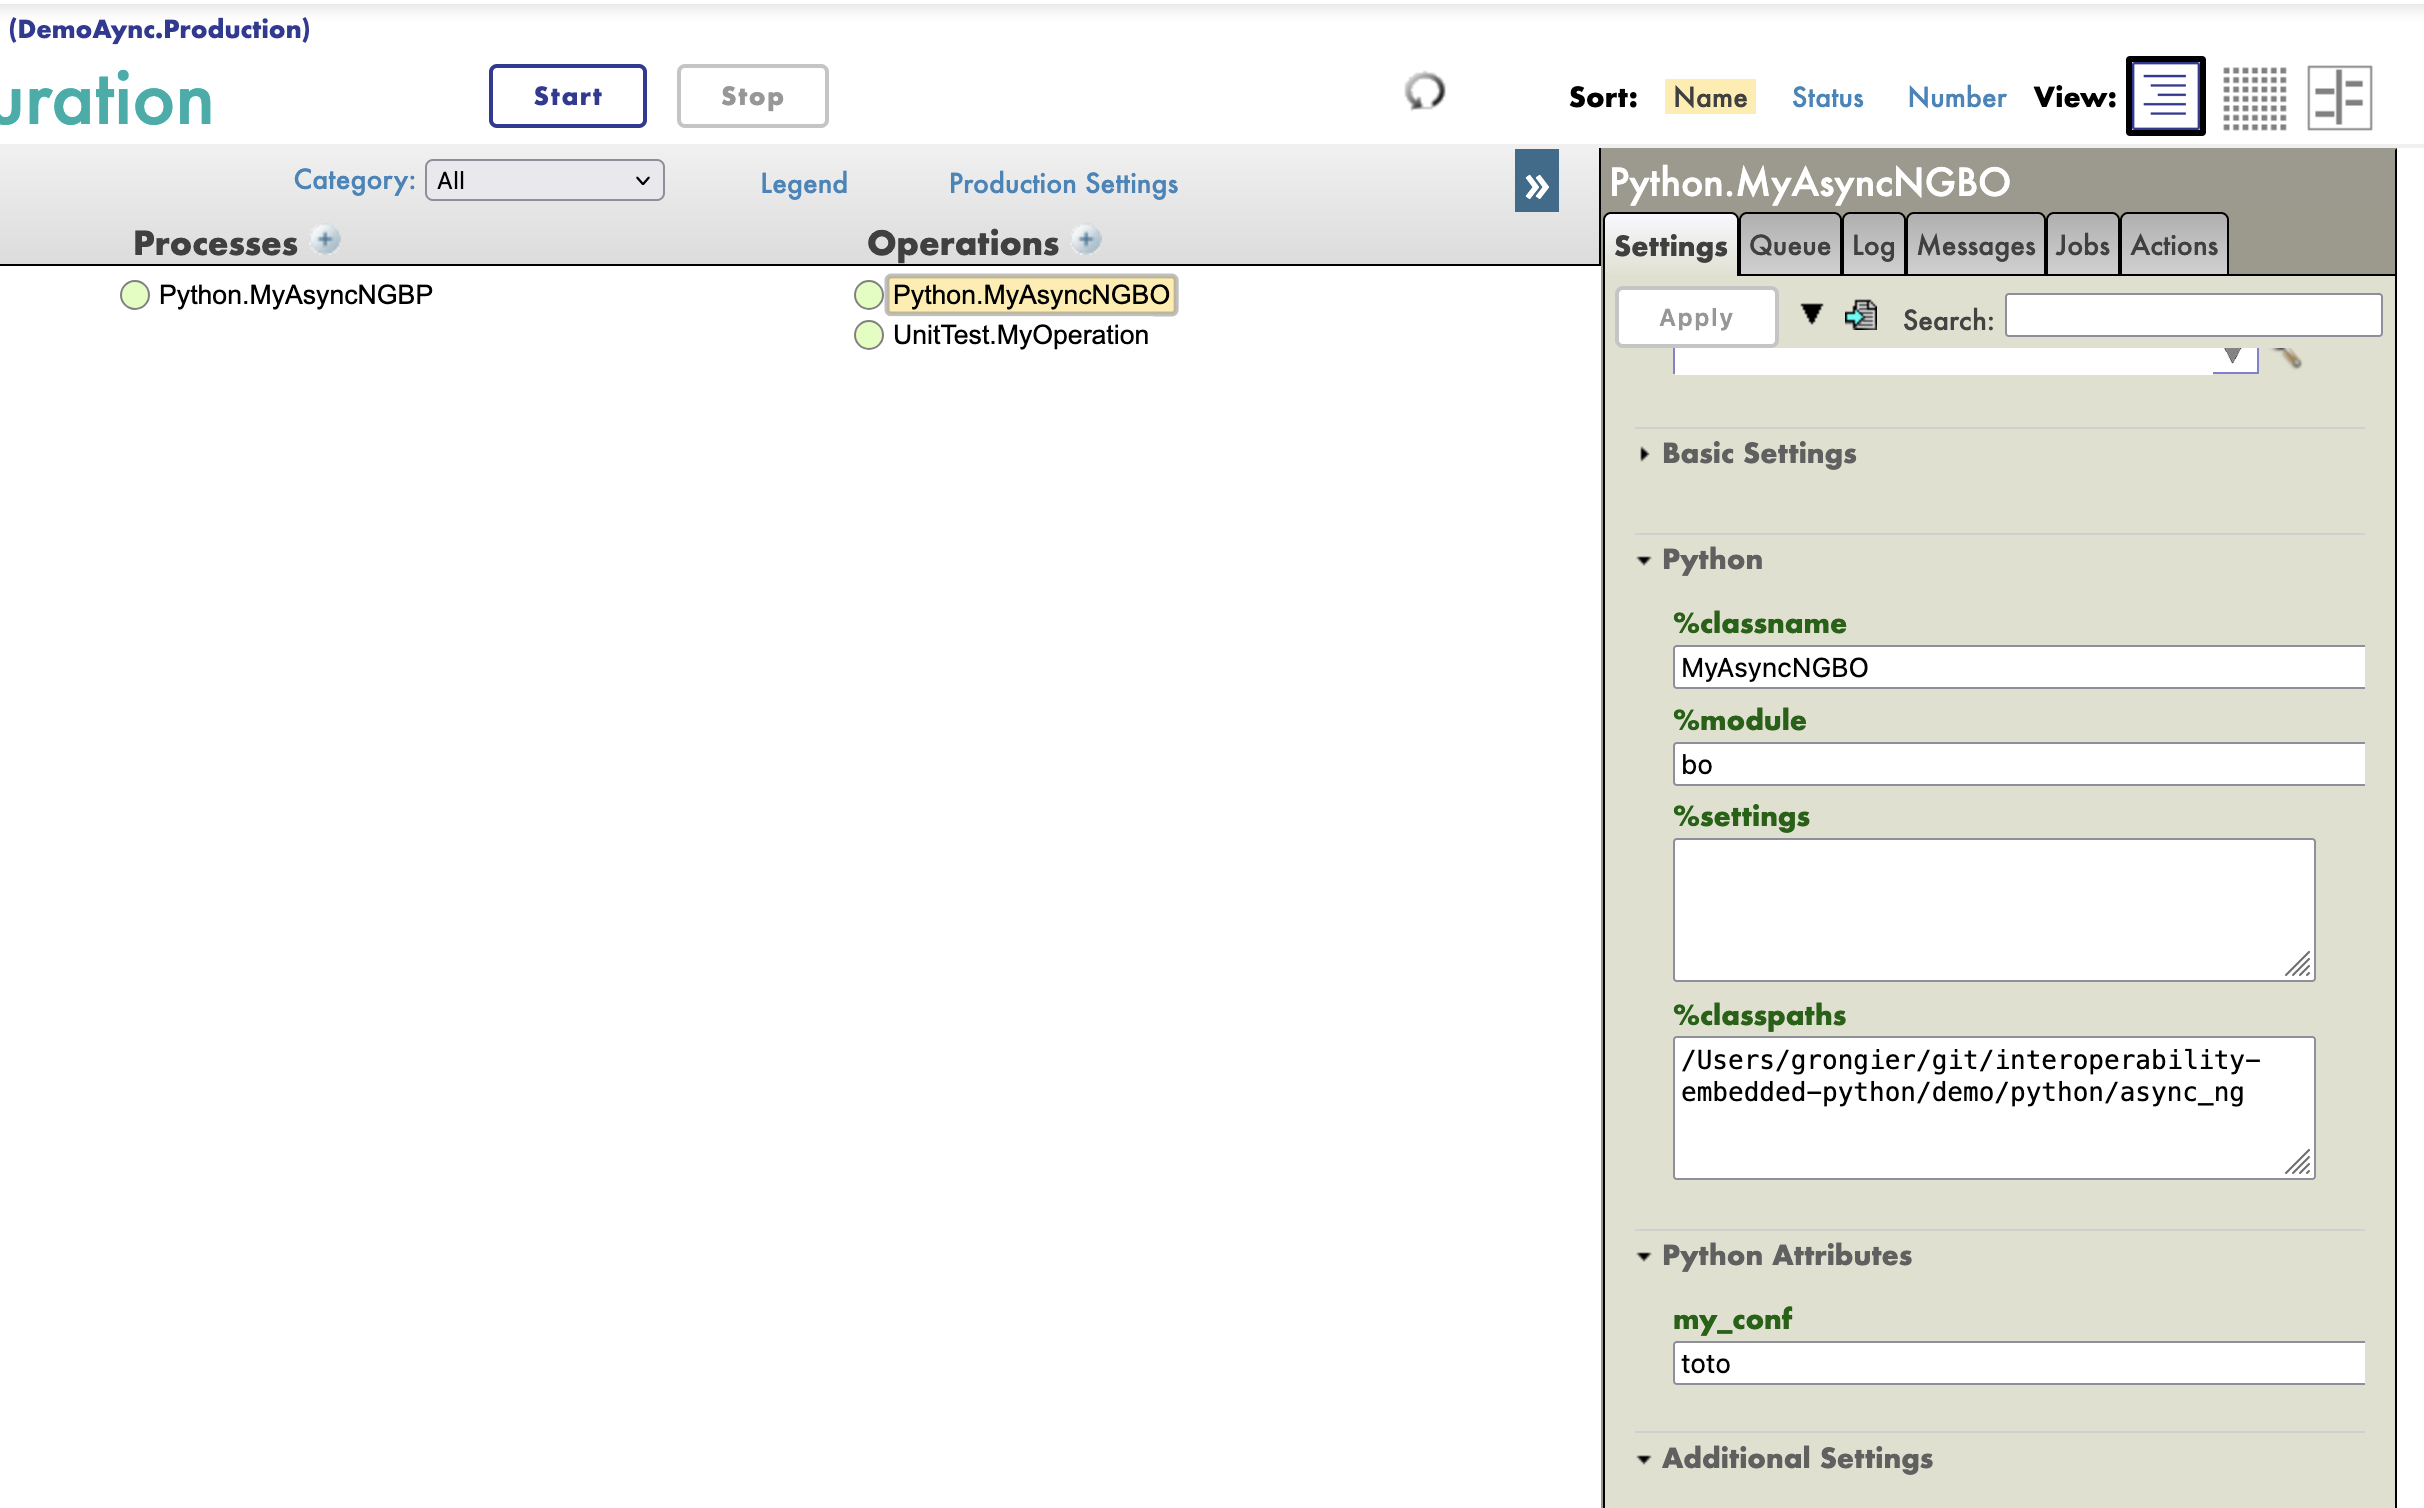 (DemoAync.Production)
uration
Start
Stop
Sort: Name Status Number View:
Category: All
Legend
Production Settings
»
Processes
Operations
Python.MyAsyncNGBP
Python.MyAsyncNGBO
UnitTest.MyOperation
Python.MyAsyncNGBO
Settings Queue Log Messages Jobs Actions
Apply
Search:
Basic Settings
Python
%classname
MyAsyncNGBO
%module
bo
%settings
%classpaths
/Users/grongier/git/interoperability-
embedded-python/demo/python/async_ng
Python Attributes
my_conf
toto
Additional Settings